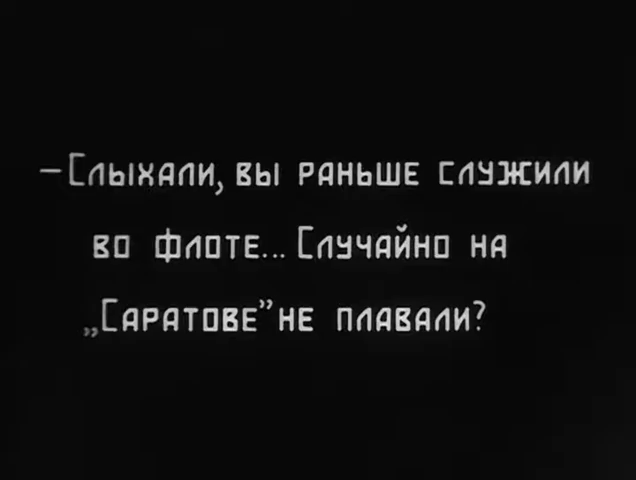 – Слыхали, вы раньше служили
во флоте... Случайно на
„Саратове” не плавали?